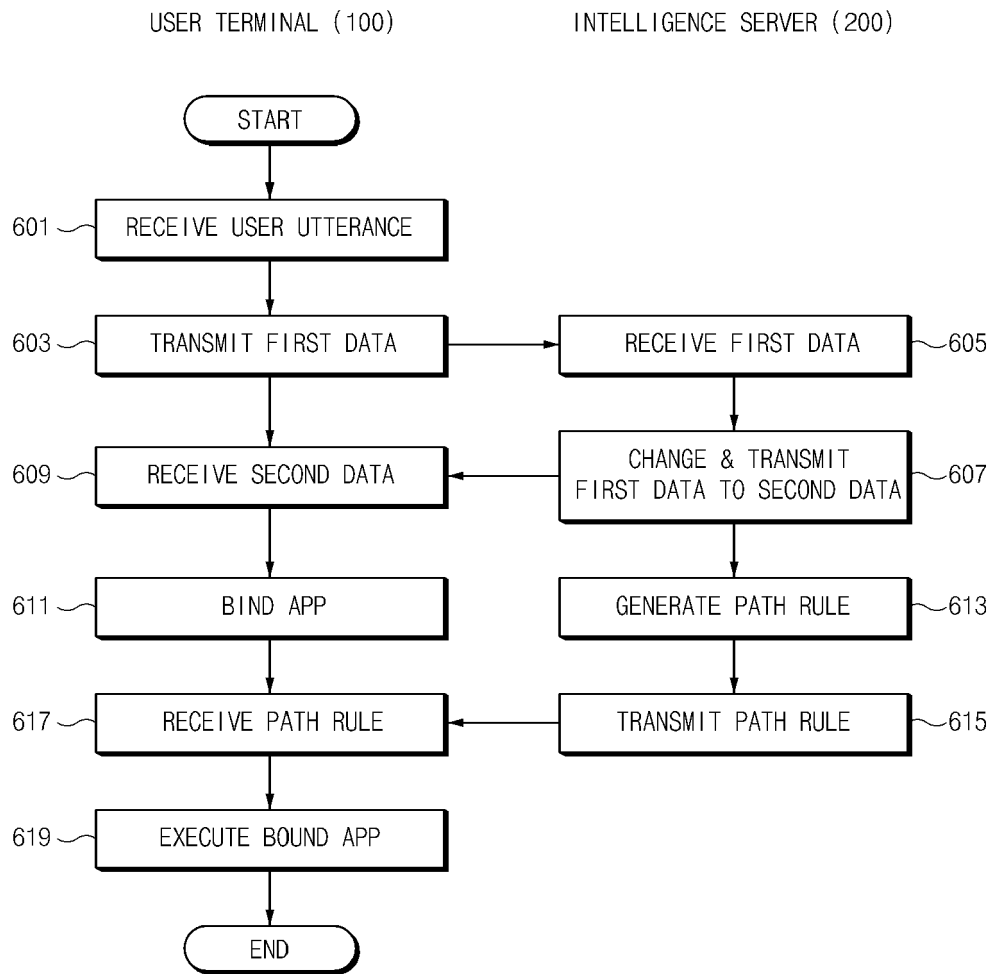 USER TERMINAL (100) INTELLIGENCE SERVER (200)
START
601 RECEIVE USER UTTERANCE
603 TRANSMIT FIRST DATA RECEIVE FIRST DATA 605
609 RECEIVE SECOND DATA
CHANGE & TRANSMIT
FIRST DATA TO SECOND DATA 607
611 BIND APP GENERATE PATH RULE 613
617 RECEIVE PATH RULE TRANSMIT PATH RULE 615
619 EXECUTE BOUND APP
END